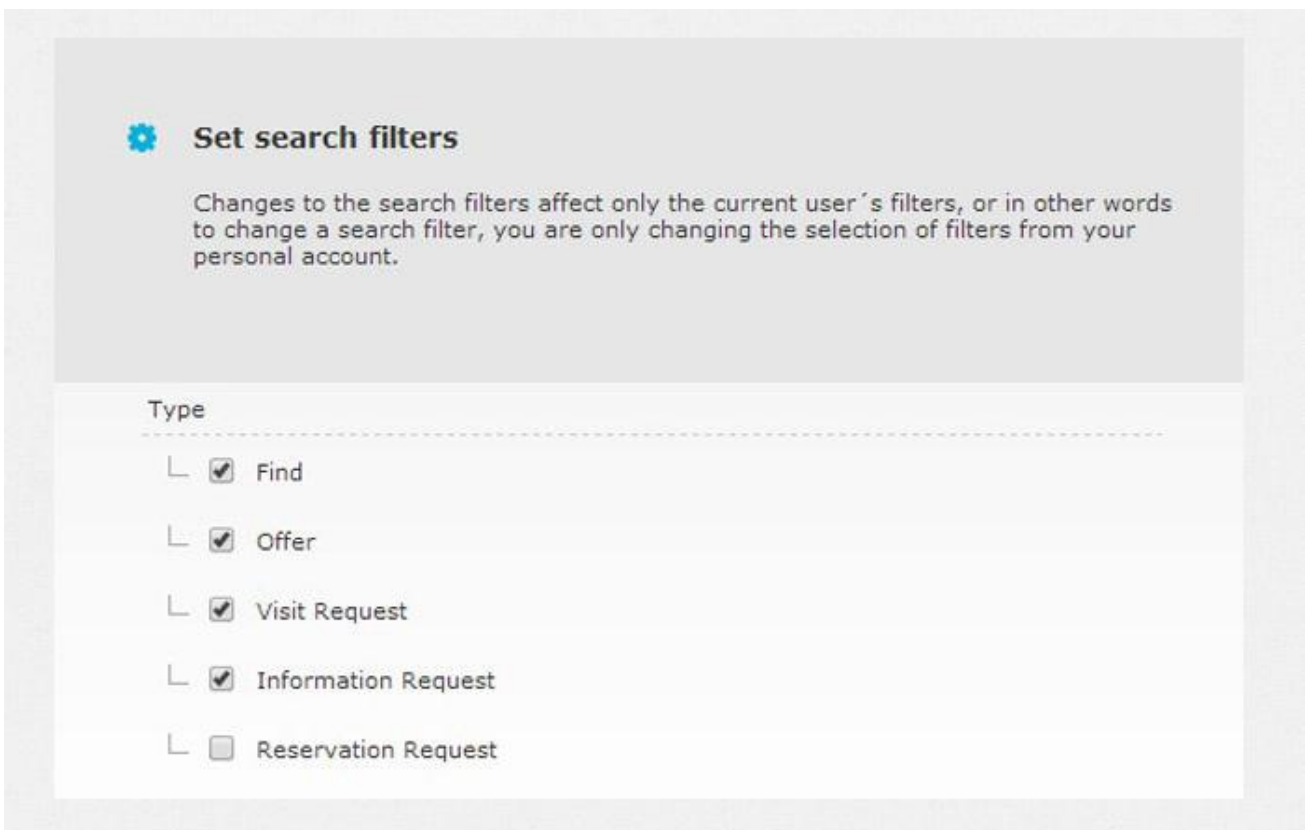 Set search filters
Changes to the search filters affect only the current user´s filters, or in other words
to change a search filter, you are only changing the selection of filters from your
personal account.
Type
Find
Offer
Visit Request
Information Request
Reservation Request